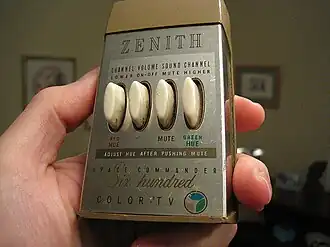 ZENITH
CHANNEL VOLUME SOUND CHANNEL
LOWER ON-OFF MUTE HIGHER
RED MUTE GREEN
HUE HUE
ADJUST HUE AFTER PUSHING MUTE
SPACE COMMANDER
Six hundred
COLOR TV